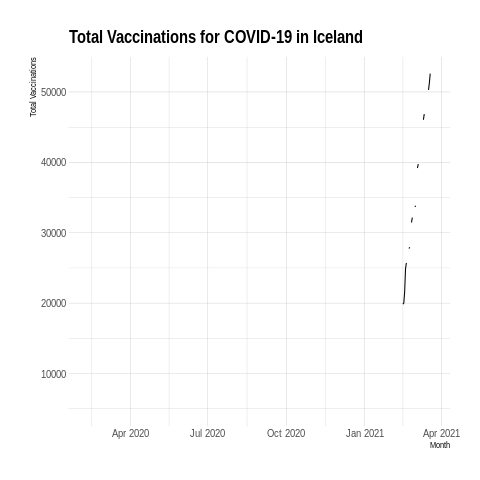 Total Vaccinations for COVID-19 in Iceland
Total Vaccinations
50000
40000
30000
20000
10000
Apr 2020 Jul 2020 Oct 2020 Jan 2021 Apr 2021
Month